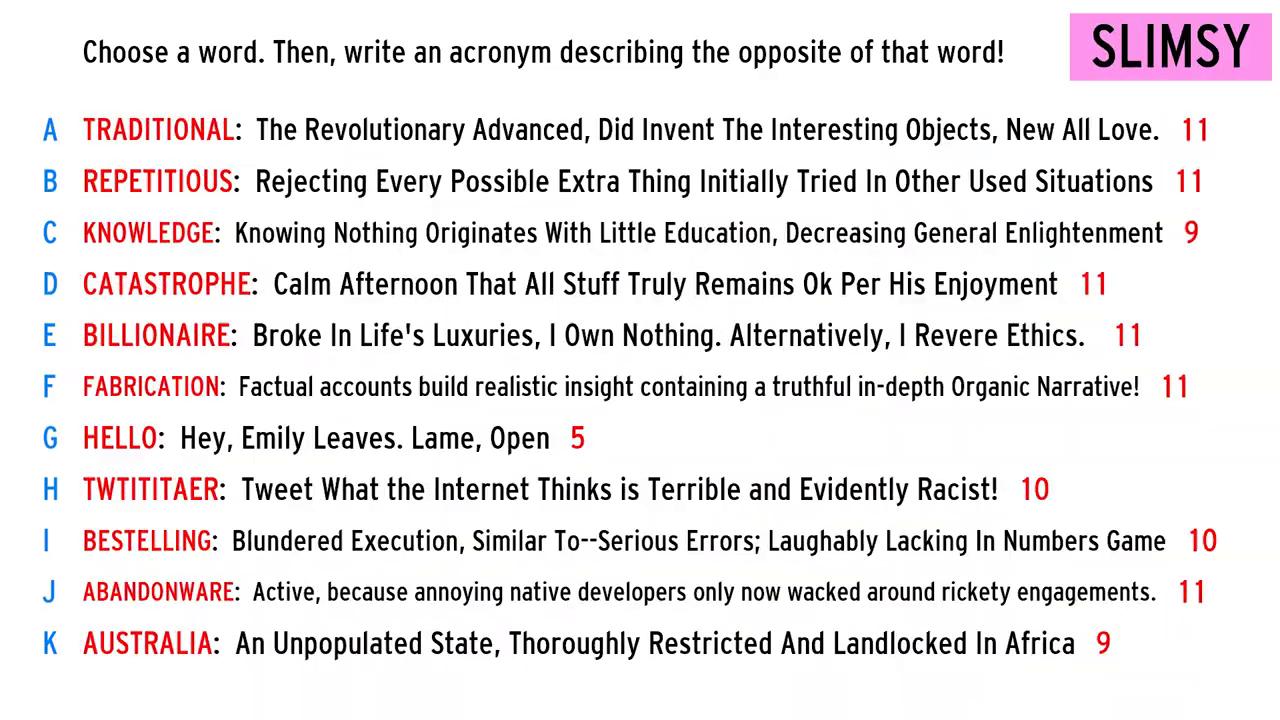 Choose a word. Then, write an acronym describing the opposite of that word!
SLIMSY
A TRADITIONAL: The Revolutionary Advanced, Did Invent The Interesting Objects, New All Love. 11
B REPETITIOUS: Rejecting Every Possible Extra Thing Initially Tried In Other Used Situations 11
C KNOWLEDGE: Knowing Nothing Originates With Little Education, Decreasing General Enlightenment 9
D CATASTROPHE: Calm Afternoon That All Stuff Truly Remains Ok Per His Enjoyment 11
E BILLIONAIRE: Broke In Life's Luxuries, I Own Nothing. Alternatively, I Revere Ethics. 11
F FABRICATION: Factual accounts build realistic insight containing a truthful in-depth Organic Narrative! 11
G HELLO: Hey, Emily Leaves. Lame, Open 5
H TWTITITAER: Tweet What the Internet Thinks is Terrible and Evidently Racist! 10
I BESTELLING: Blundered Execution, Similar To--Serious Errors; Laughably Lacking In Numbers Game 10
J ABANDONWARE: Active, because annoying native developers only now wacked around rickety engagements. 11
K AUSTRALIA: An Unpopulated State, Thoroughly Restricted And Landlocked In Africa 9